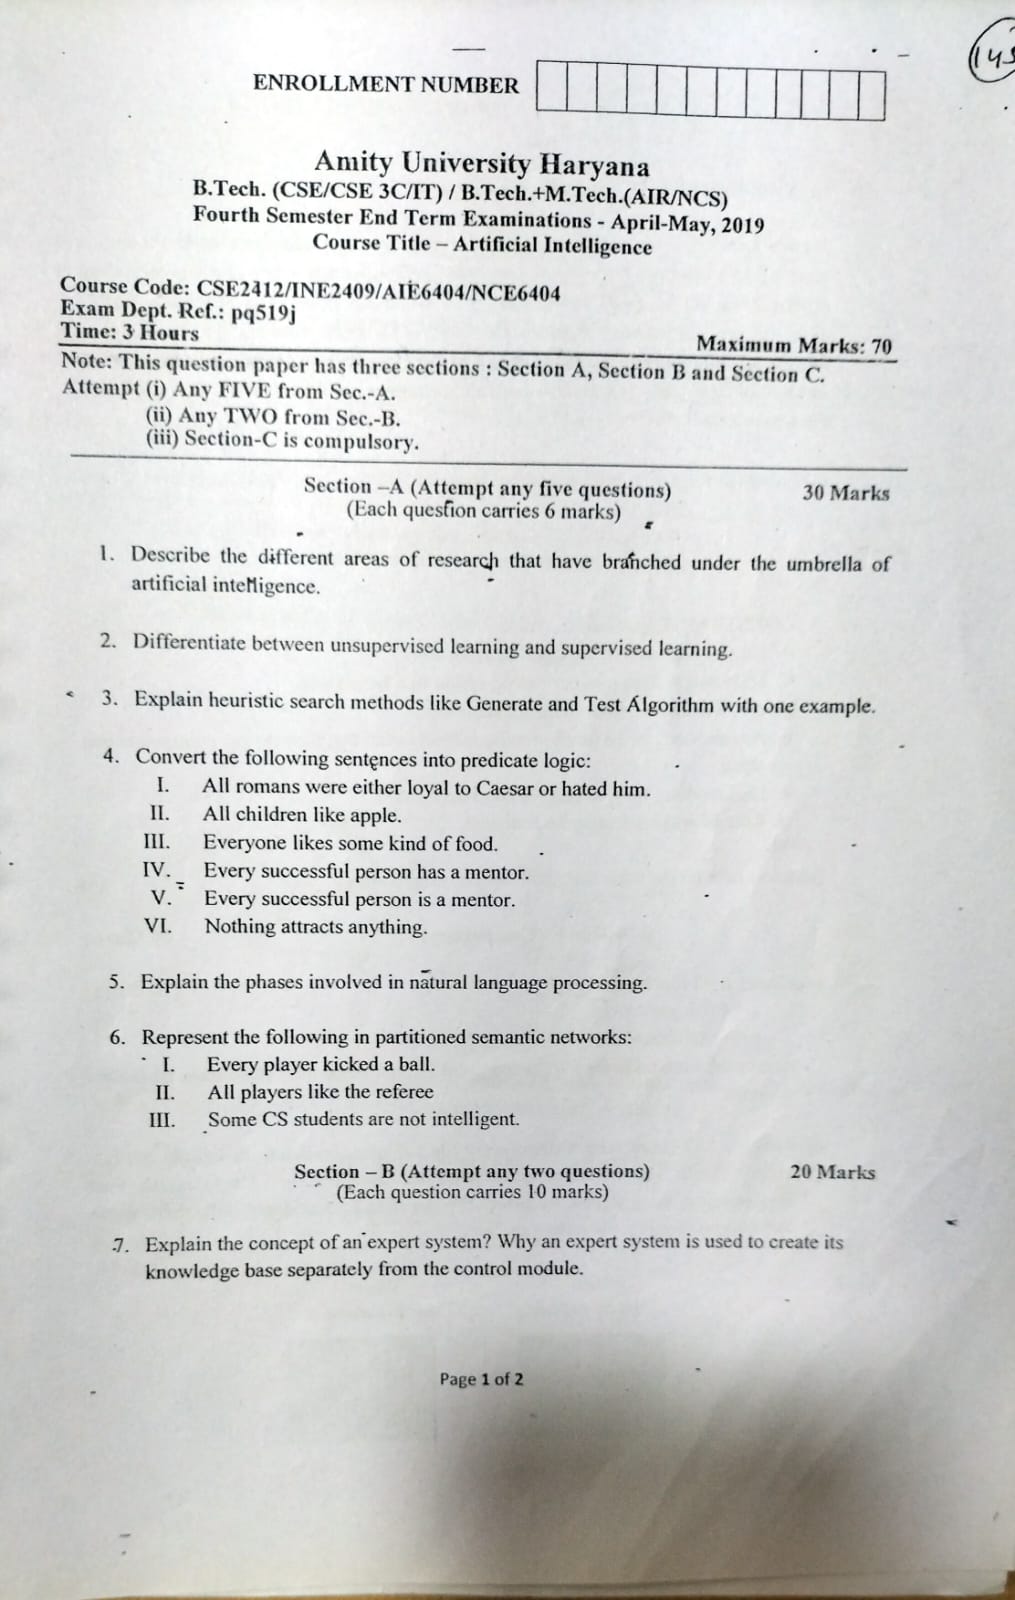 143
ENROLLMENT NUMBER
Amity University Haryana
B.Tech. (CSE/CSE 3C/IT) / B.Tech.+M.Tech.(AIR/NCS)
Fourth Semester End Term Examinations - April-May, 2019
Course Title – Artificial Intelligence
Course Code: CSE2412/INE2409/AIE6404/NCE6404
Exam Dept. Ref.: pq519j
Time: 3 Hours
Maximum Marks: 70
Note: This question paper has three sections : Section A, Section B and Section C.
Attempt (i) Any FIVE from Sec.-A.
(ii) Any TWO from Sec.-B.
(iii) Section-C is compulsory.
Section –A (Attempt any five questions) 30 Marks
(Each question carries 6 marks)
1. Describe the different areas of research that have branched under the umbrella of
artificial intelligence.
2. Differentiate between unsupervised learning and supervised learning.
3. Explain heuristic search methods like Generate and Test Algorithm with one example.
4. Convert the following sentences into predicate logic:
I. All romans were either loyal to Caesar or hated him.
II. All children like apple.
III. Everyone likes some kind of food.
IV. Every successful person has a mentor.
V. Every successful person is a mentor.
VI. Nothing attracts anything.
5. Explain the phases involved in natural language processing.
6. Represent the following in partitioned semantic networks:
I. Every player kicked a ball.
II. All players like the referee
III. Some CS students are not intelligent.
Section – B (Attempt any two questions) 20 Marks
(Each question carries 10 marks)
7. Explain the concept of an expert system? Why an expert system is used to create its
knowledge base separately from the control module.
Page 1 of 2